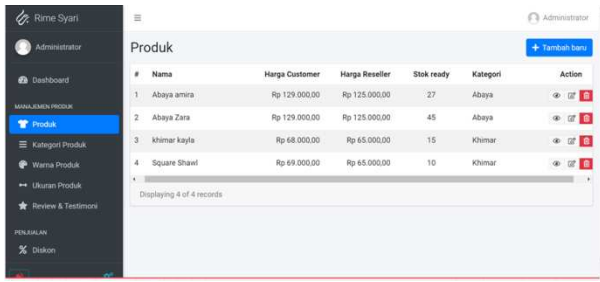 Rime Syari
Administrator
Administrator
Produk
+ Tambah baru
Dashboard
MANAJEMEN PRODUK
Produk
Kategori Produk
Warna Produk
Ukuran Produk
Review & Testimoni
PENJUALAN
Diskon
# Nama Harga Customer Harga Reseller Stok ready Kategori Action
1 Abaya amira Rp 129.000,00 Rp 125.000,00 27 Abaya
2 Abaya Zara Rp 129.000,00 Rp 125.000,00 45 Abaya
3 khimar kayla Rp 68.000,00 Rp 65.000,00 15 Khimar
4 Square Shawl Rp 69.000,00 Rp 65.000,00 10 Khimar
Displaying 4 of 4 records